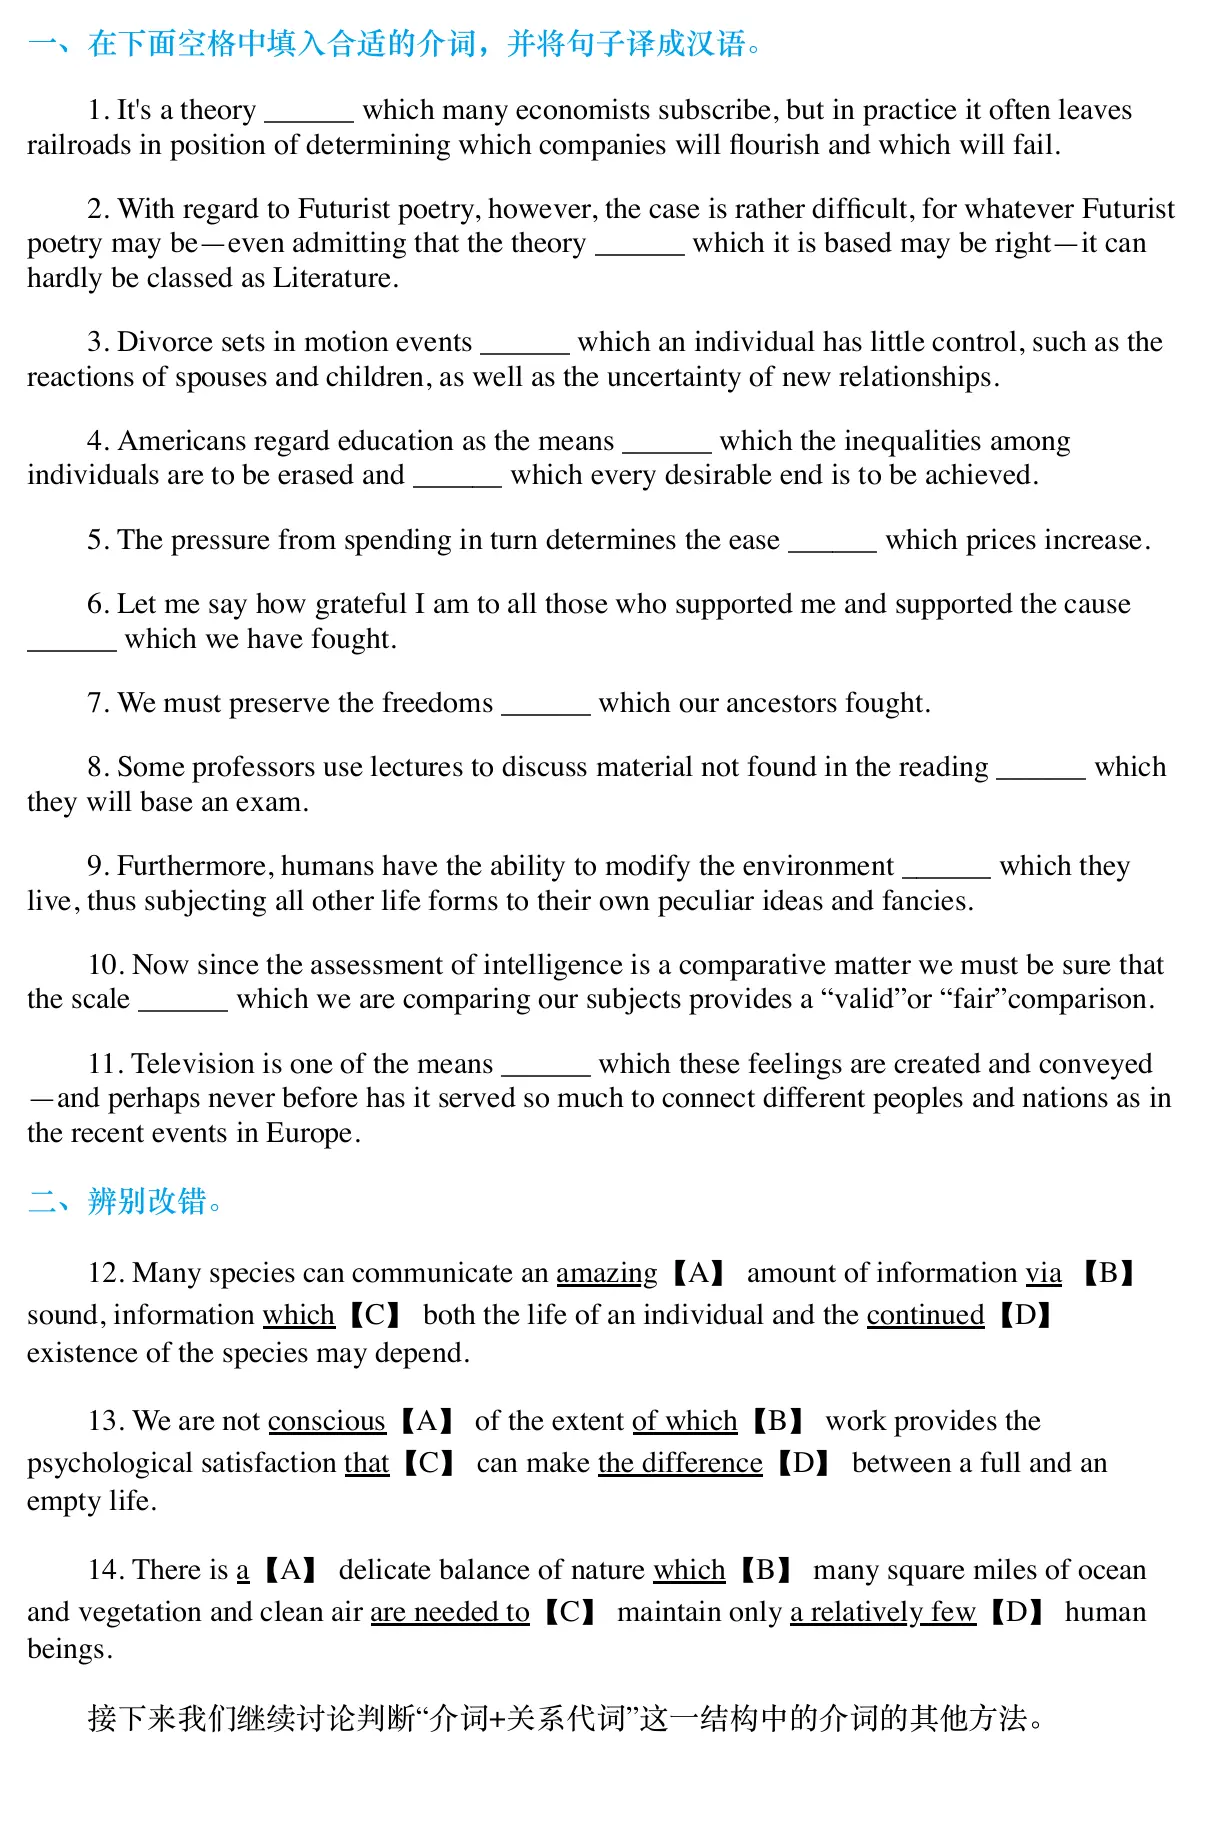 一、在下面空格中填入合适的介词，并将句子译成汉语。
1. It's a theory ______ which many economists subscribe, but in practice it often leaves
railroads in position of determining which companies will flourish and which will fail.
2. With regard to Futurist poetry, however, the case is rather difficult, for whatever Futurist
poetry may be—even admitting that the theory ______ which it is based may be right—it can
hardly be classed as Literature.
3. Divorce sets in motion events ______ which an individual has little control, such as the
reactions of spouses and children, as well as the uncertainty of new relationships.
4. Americans regard education as the means ______ which the inequalities among
individuals are to be erased and ______ which every desirable end is to be achieved.
5. The pressure from spending in turn determines the ease ______ which prices increase.
6. Let me say how grateful I am to all those who supported me and supported the cause
______ which we have fought.
7. We must preserve the freedoms ______ which our ancestors fought.
8. Some professors use lectures to discuss material not found in the reading ______ which
they will base an exam.
9. Furthermore, humans have the ability to modify the environment ______ which they
live, thus subjecting all other life forms to their own peculiar ideas and fancies.
10. Now since the assessment of intelligence is a comparative matter we must be sure that
the scale ______ which we are comparing our subjects provides a “valid”or “fair”comparison.
11. Television is one of the means ______ which these feelings are created and conveyed
—and perhaps never before has it served so much to connect different peoples and nations as in
the recent events in Europe.
二、辨别改错。
12. Many species can communicate an amazing【A】 amount of information via 【B】
sound, information which【C】 both the life of an individual and the continued【D】
existence of the species may depend.
13. We are not conscious【A】 of the extent of which【B】 work provides the
psychological satisfaction that【C】 can make the difference【D】 between a full and an
empty life.
14. There is a【A】 delicate balance of nature which【B】 many square miles of ocean
and vegetation and clean air are needed to【C】 maintain only a relatively few【D】 human
beings.
接下来我们继续讨论判断“介词+关系代词”这一结构中的介词的其他方法。